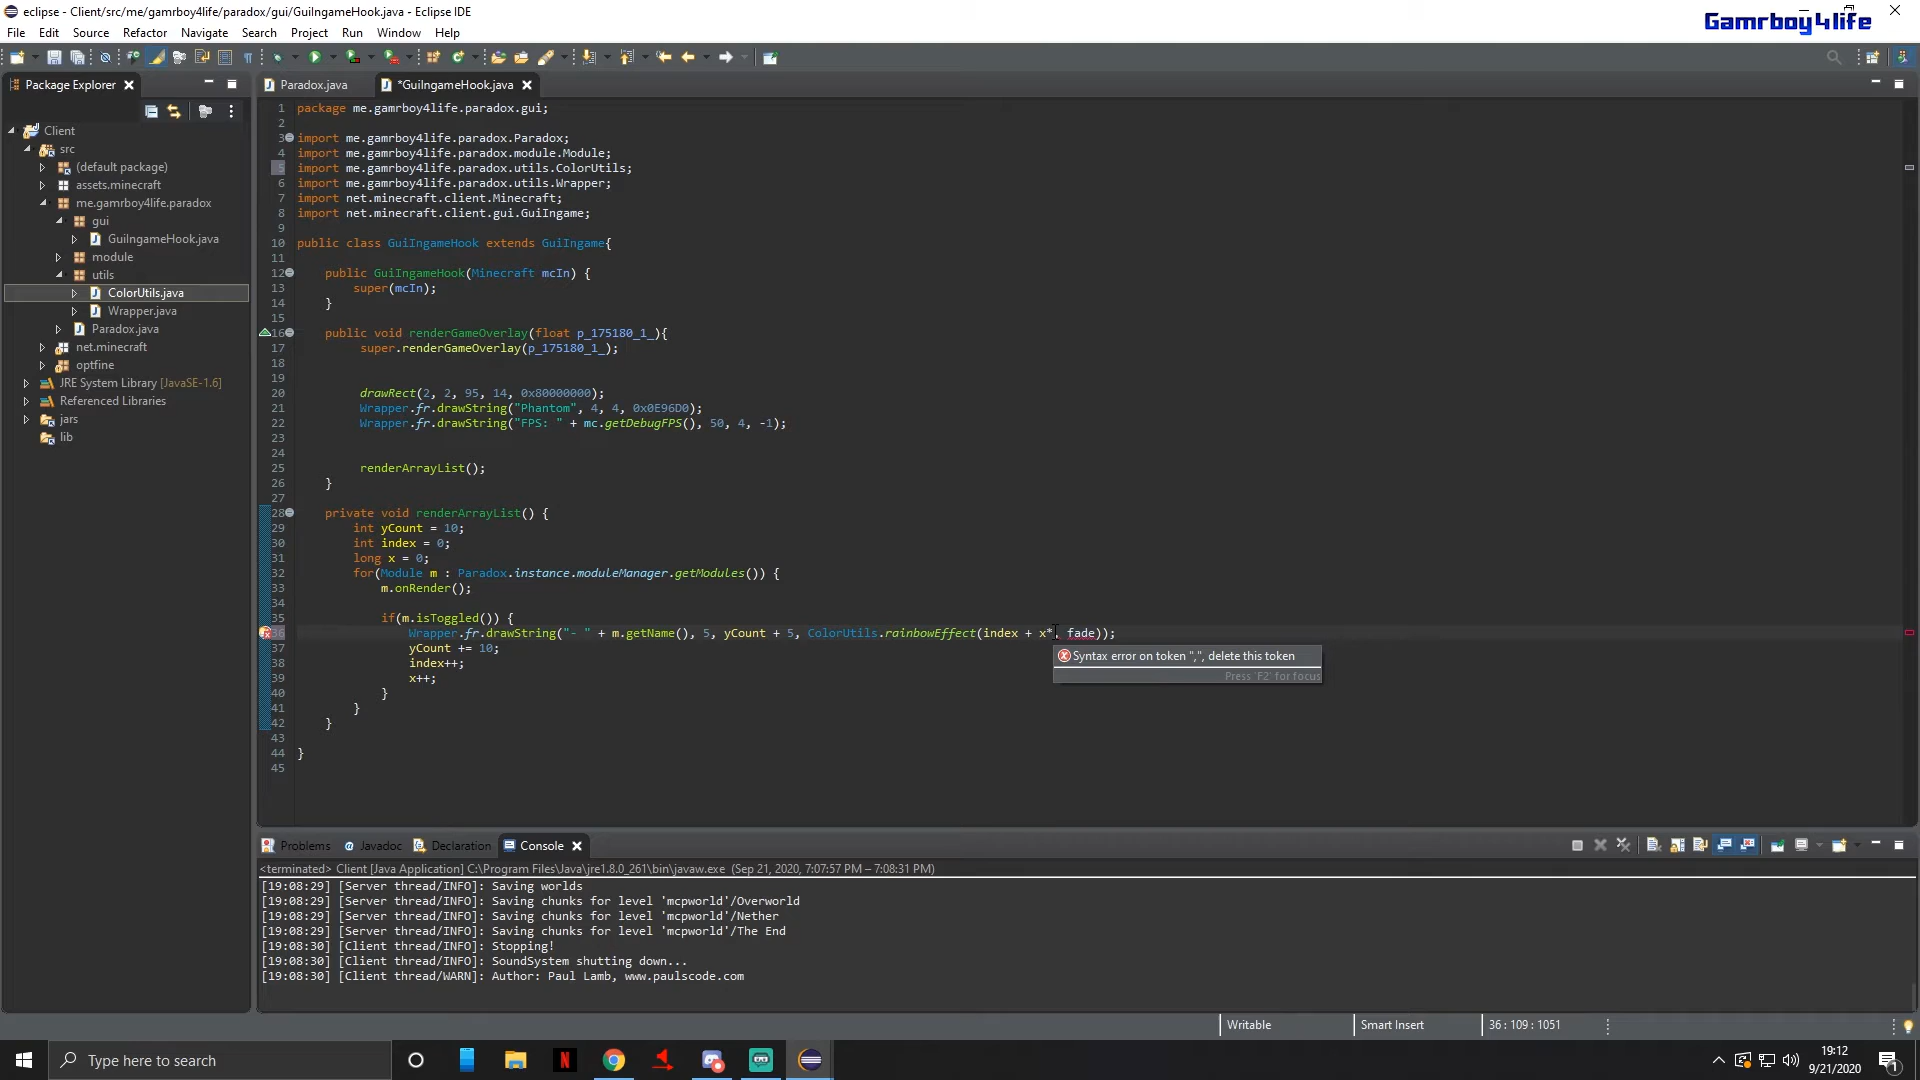 eclipse - Client/src/me/gamrboy4life/paradox/gui/GuiIngameHook.java - Eclipse IDE
Gamrboy4life
File Edit Source Refactor Navigate Search Project Run Window Help
Package Explorer
Paradox.java
*GuiIngameHook.java
Client
src
(default package)
assets.minecraft
me.gamrboy4life.paradox
gui
GuiIngameHook.java
module
utils
ColorUtils.java
Wrapper.java
Paradox.java
net.minecraft
optfine
JRE System Library [JavaSE-1.6]
Referenced Libraries
jars
lib
1 package me.gamrboy4life.paradox.gui;
2
3 import me.gamrboy4life.paradox.Paradox;
4 import me.gamrboy4life.paradox.module.Module;
5 import me.gamrboy4life.paradox.utils.ColorUtils;
6 import me.gamrboy4life.paradox.utils.Wrapper;
7 import net.minecraft.client.Minecraft;
8 import net.minecraft.client.gui.GuiIngame;
9
10 public class GuiIngameHook extends GuiIngame{
11
12 public GuiIngameHook(Minecraft mcIn) {
13 super(mcIn);
14 }
15
16 public void renderGameOverlay(float p_175180_1_){
17 super.renderGameOverlay(p_175180_1_);
18
19
20 drawRect(2, 2, 95, 14, 0x80000000);
21 Wrapper.fr.drawString("Phantom", 4, 4, 0x0E96D0);
22 Wrapper.fr.drawString("FPS: " + mc.getDebugFPS(), 50, 4, -1);
23
24
25 renderArrayList();
26 }
27
28 private void renderArrayList() {
29 int yCount = 10;
30 int index = 0;
31 long x = 0;
32 for(Module m : Paradox.instance.moduleManager.getModules()) {
33 m.onRender();
34
35 if(m.isToggled()) {
36 Wrapper.fr.drawString("- " + m.getName(), 5, yCount + 5, ColorUtils.rainbowEffect(index + x*, fade));
37 yCount += 10;
38 index++;
39 x++;
40 }
41 }
42 }
43
44 }
45
Syntax error on token ",", delete this token
Press 'F2' for focus
Problems Javadoc Declaration Console
<terminated> Client [Java Application] C:\Program Files\Java\jre1.8.0_261\bin\javaw.exe (Sep 21, 2020, 7:07:57 PM – 7:08:31 PM)
[19:08:29] [Server thread/INFO]: Saving worlds
[19:08:29] [Server thread/INFO]: Saving chunks for level 'mcpworld'/Overworld
[19:08:29] [Server thread/INFO]: Saving chunks for level 'mcpworld'/Nether
[19:08:29] [Server thread/INFO]: Saving chunks for level 'mcpworld'/The End
[19:08:30] [Client thread/INFO]: Stopping!
[19:08:30] [Client thread/INFO]: SoundSystem shutting down...
[19:08:30] [Client thread/WARN]: Author: Paul Lamb, www.paulscode.com
Writable Smart Insert 36 : 109 : 1051
Type here to search
19:12
9/21/2020
1